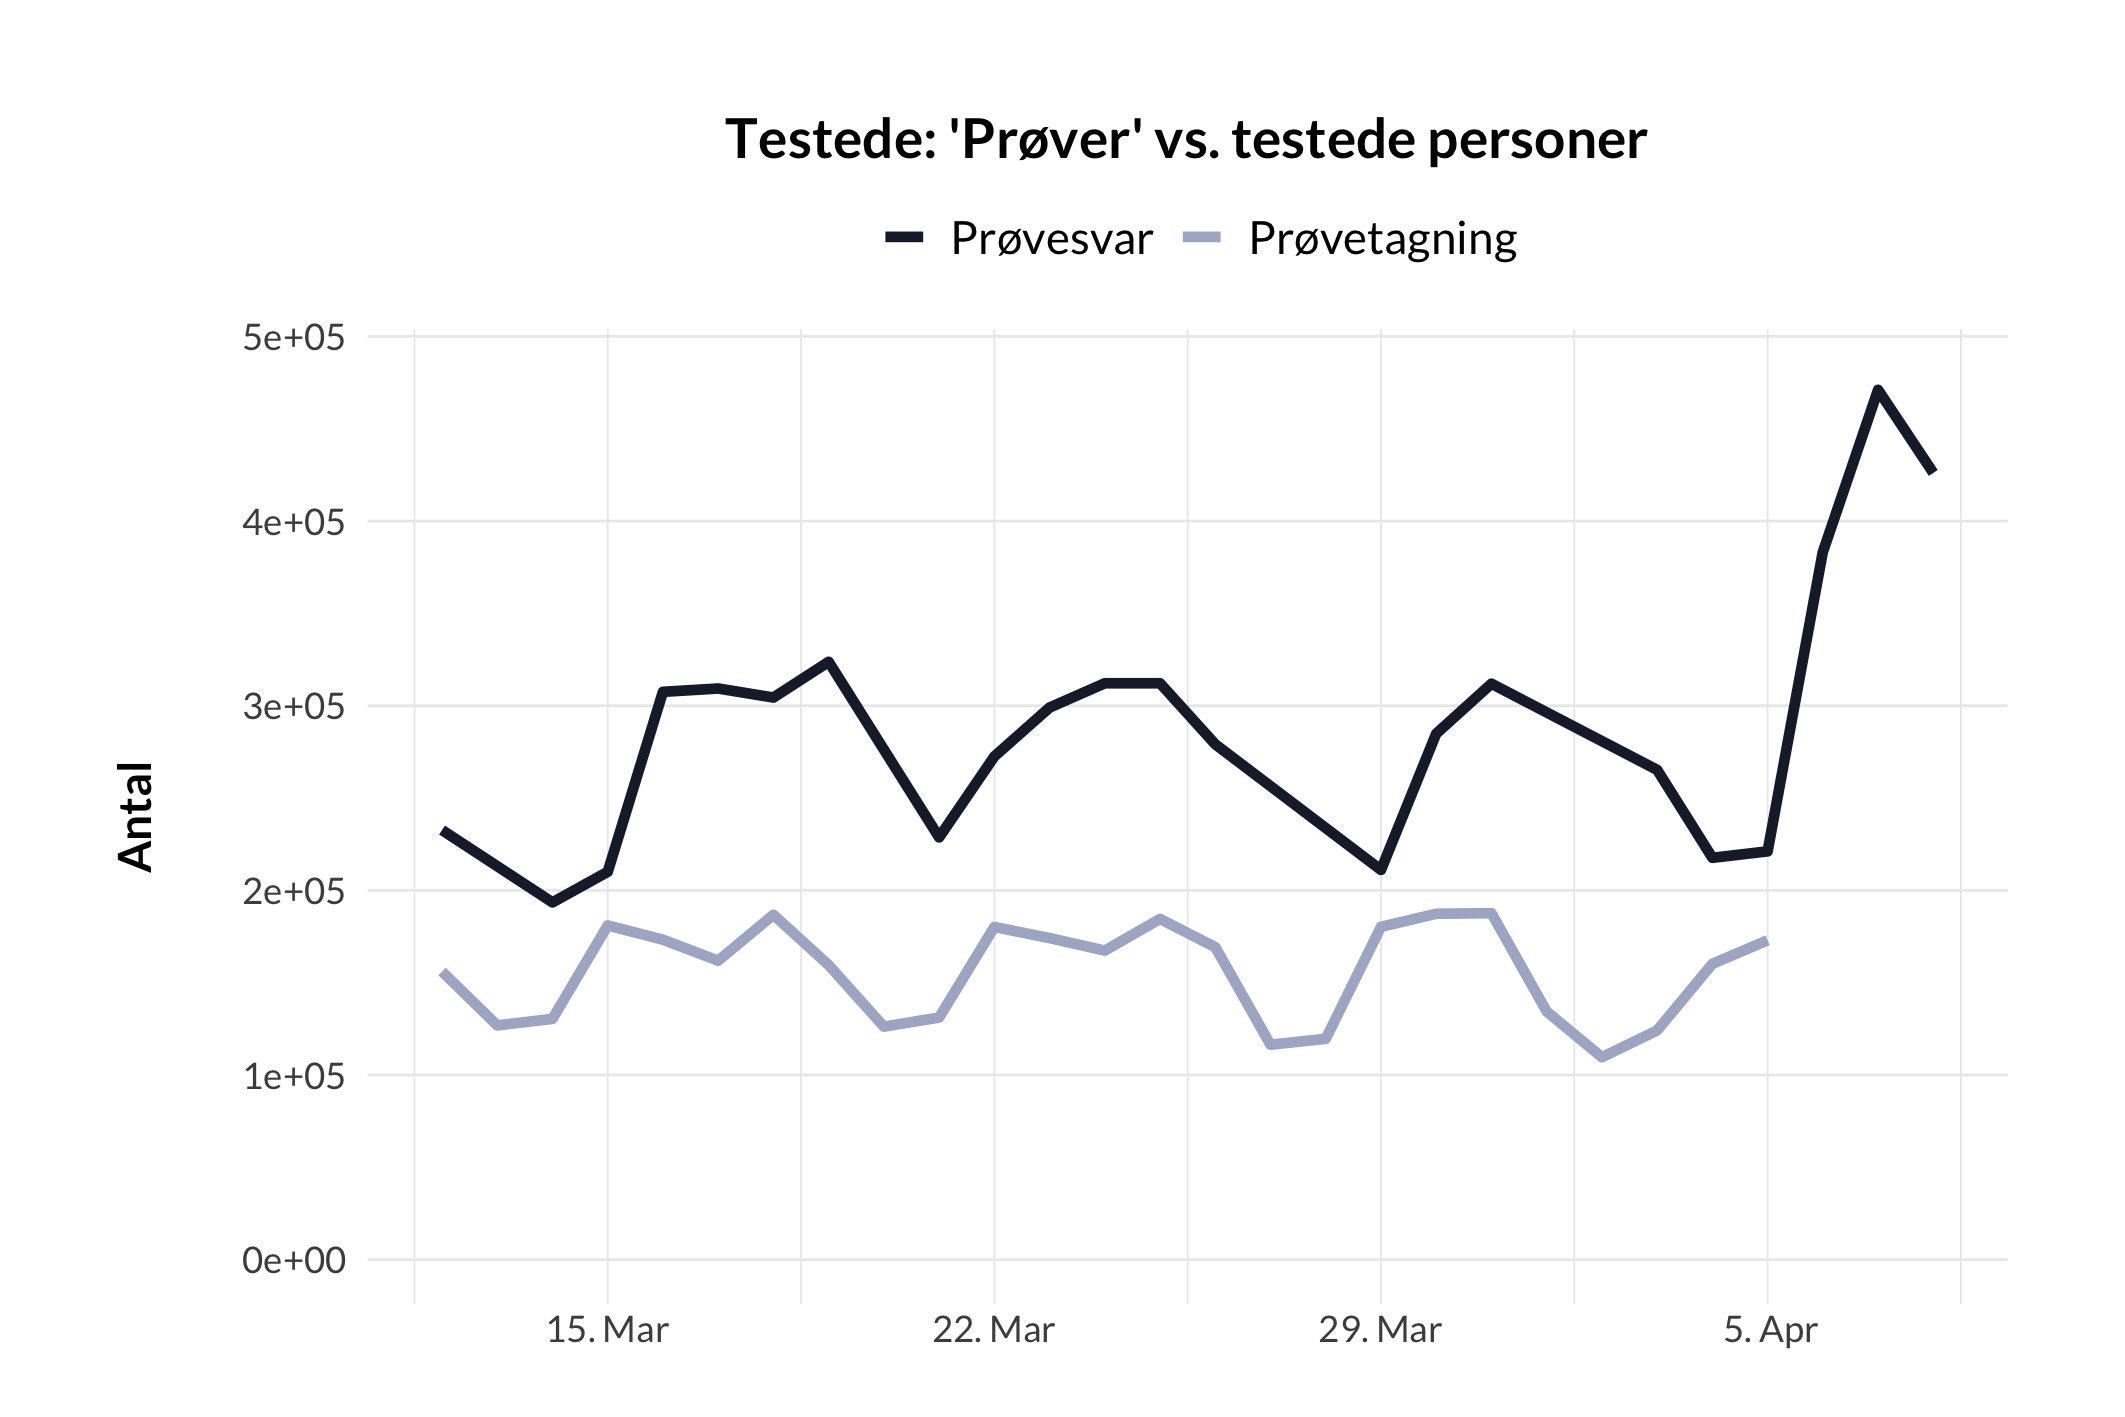 Testede: 'Prøver' vs. testede personer
Prøvesvar Prøvetagning
5e+05
4e+05
3e+05
2e+05
1e+05
0e+00
Antal
15. Mar 22. Mar 29. Mar 5. Apr